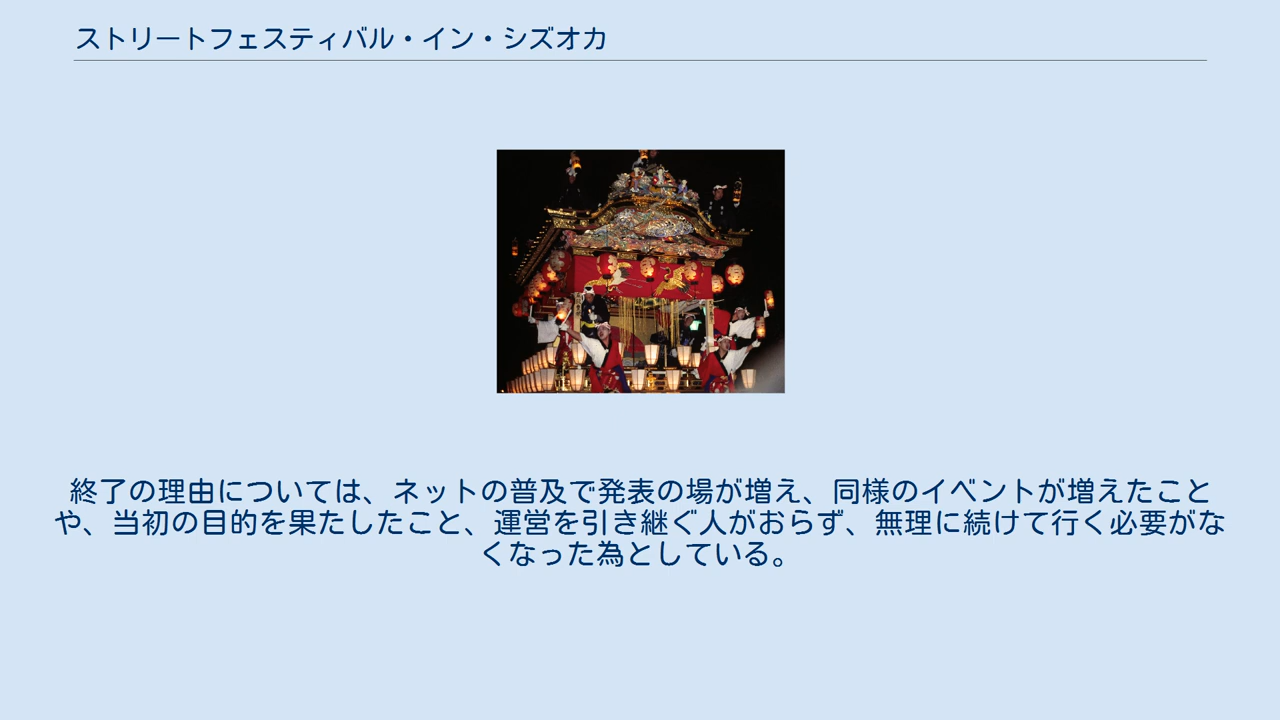 ストリートフェスティバル・イン・シズオカ
終了の理由については、ネットの普及で発表の場が増え、同様のイベントが増えたこと
や、当初の目的を果たしたこと、運営を引き継ぐ人がおらず、無理に続けて行く必要がな
くなった為としている。